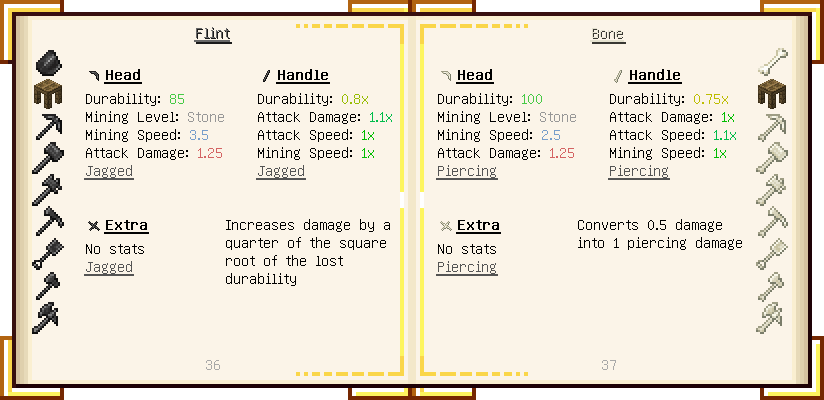 Flint
Head
Durability: 85
Mining Level: Stone
Mining Speed: 3.5
Attack Damage: 1.25
Jagged
Handle
Durability: 0.8x
Attack Damage: 1.1x
Attack Speed: 1x
Mining Speed: 1x
Jagged
Extra
No stats
Jagged
Increases damage by a
quarter of the square
root of the lost
durability
36
Bone
Head
Durability: 100
Mining Level: Stone
Mining Speed: 2.5
Attack Damage: 1.25
Piercing
Handle
Durability: 0.75x
Attack Damage: 1x
Attack Speed: 1.1x
Mining Speed: 1x
Piercing
Extra
No stats
Piercing
Converts 0.5 damage
into 1 piercing damage
37